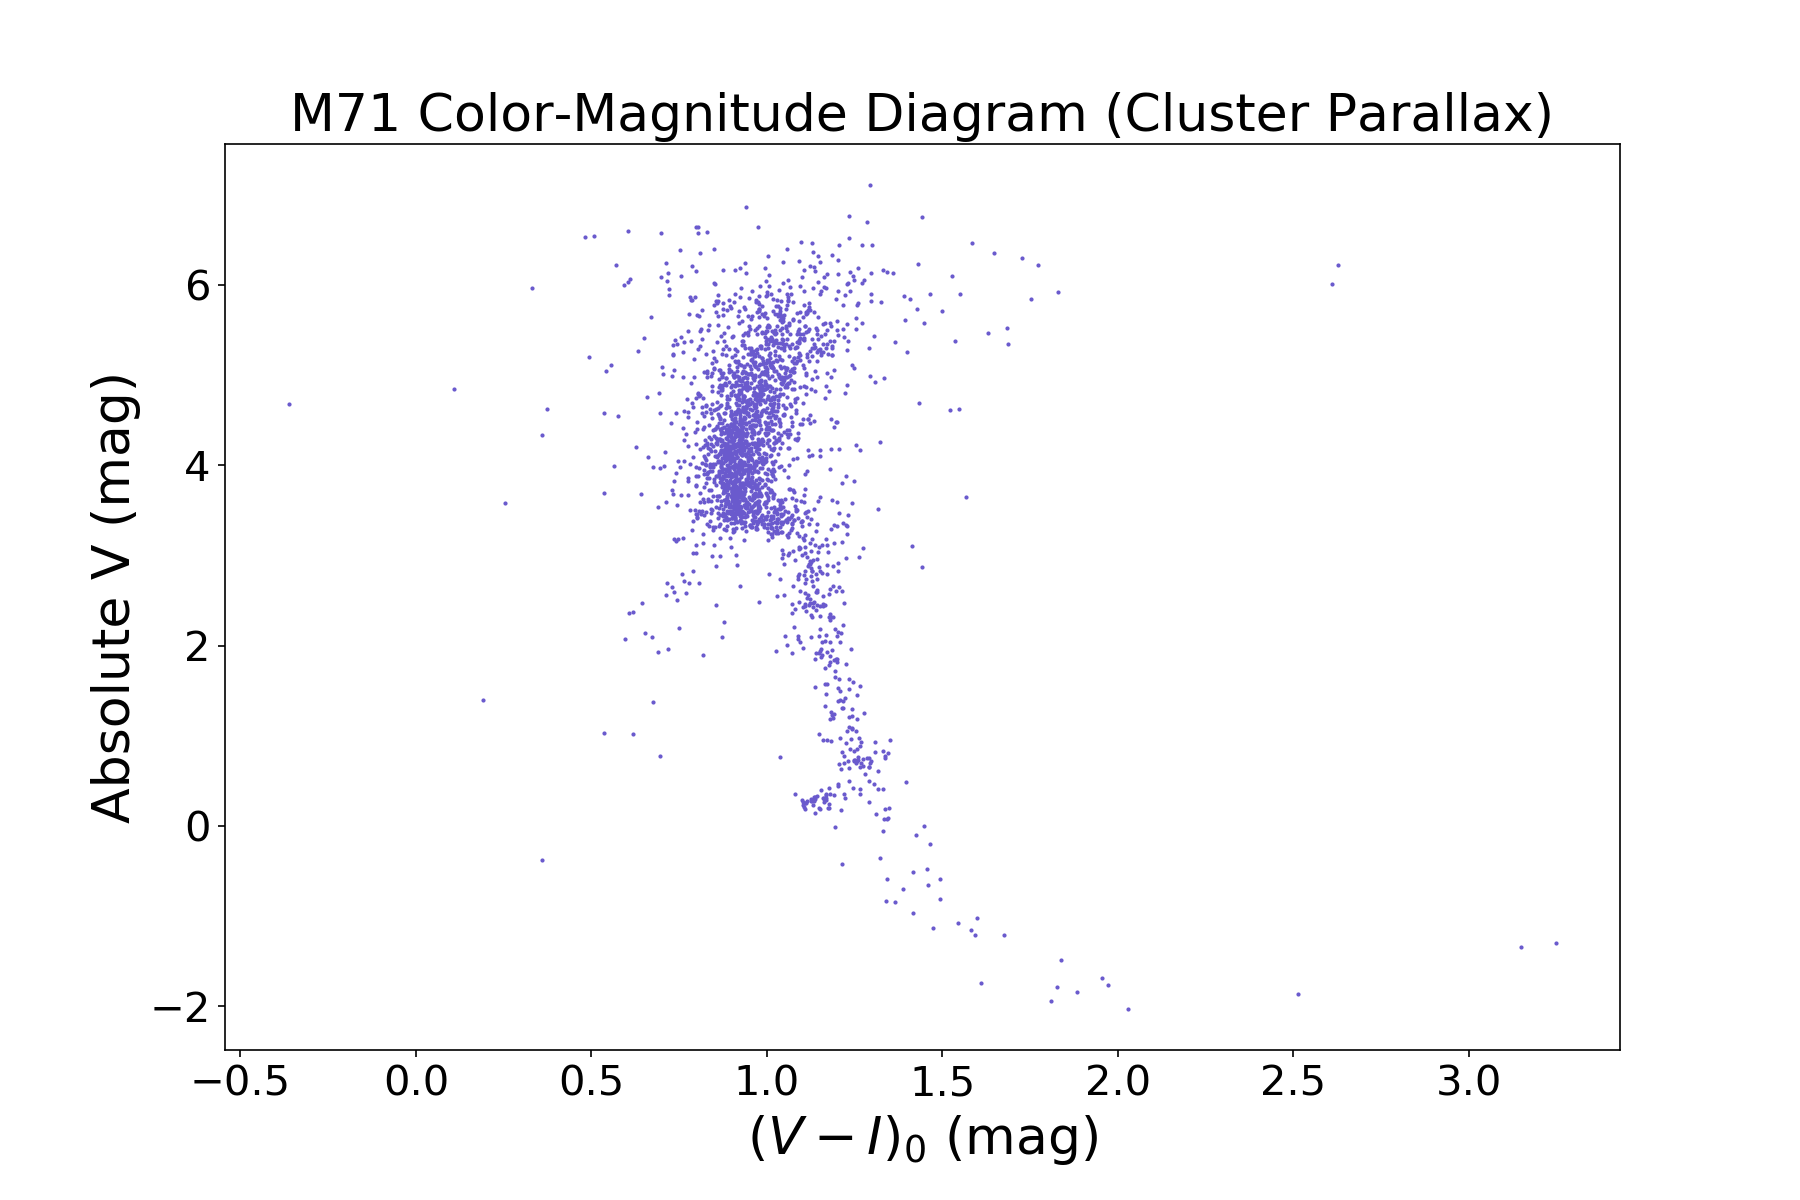 M71 Color-Magnitude Diagram (Cluster Parallax)
Absolute V (mag)
6
4
2
0
−2
−0.5 0.0 0.5 1.0 1.5 2.0 2.5 3.0
(V − I)₀ (mag)